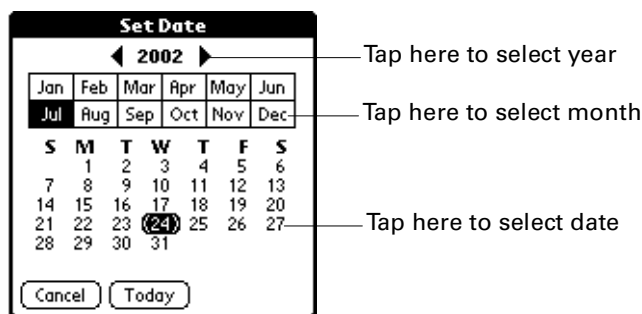 Set Date
2002
Tap here to select year
Jan Feb Mar Apr May Jun
Jul Aug Sep Oct Nov Dec
Tap here to select month
S M T W T F S
1 2 3 4 5 6
7 8 9 10 11 12 13
14 15 16 17 18 19 20
21 22 23 24 25 26 27
Tap here to select date
28 29 30 31
Cancel Today